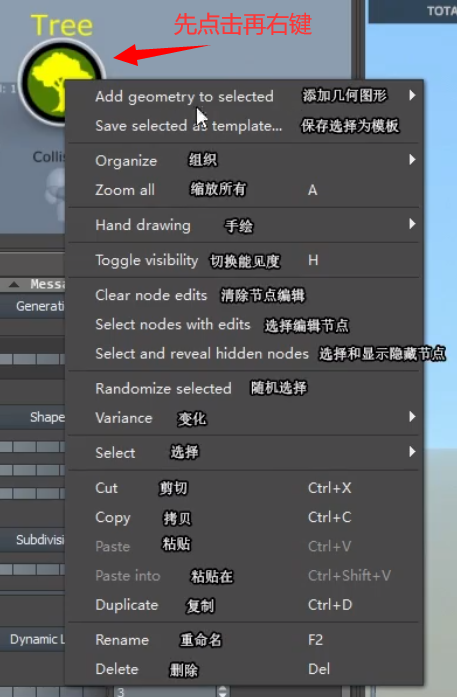 Tree 先点击再右键
TOTA
d: 1
Add geometry to selected 添加几何图形
Save selected as template... 保存选择为模板
Collis
Organize 组织
Zoom all 缩放所有 A
Hand drawing 手绘
Toggle visibility 切换能见度 H
Messa
Clear node edits 清除节点编辑
Generati
Select nodes with edits 选择编辑节点
Select and reveal hidden nodes 选择和显示隐藏节点
Randomize selected 随机选择
Variance 变化
Shape
Select 选择
Cut 剪切 Ctrl+X
Copy 拷贝 Ctrl+C
Subdivisi
Paste 粘贴 Ctrl+V
Paste into 粘贴在 Ctrl+Shift+V
Duplicate 复制 Ctrl+D
Dynamic L
Rename 重命名 F2
Delete 删除 Del
3